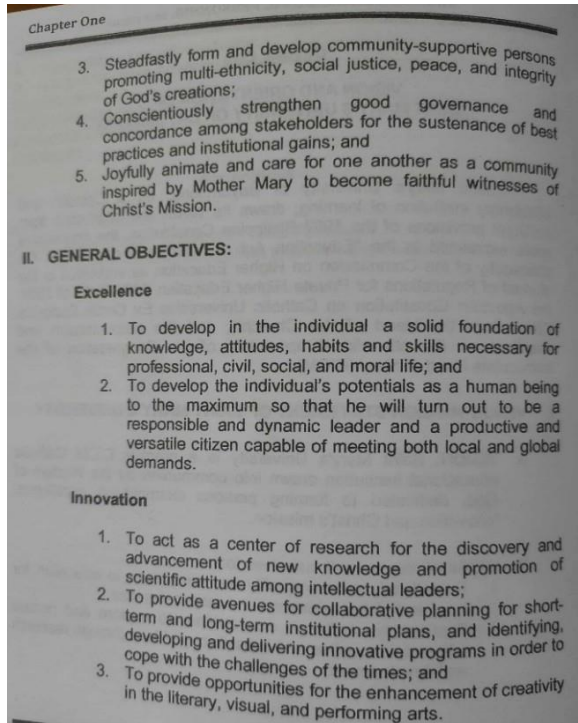 Chapter One
3. Steadfastly form and develop community-supportive persons
promoting multi-ethnicity, social justice, peace, and integrity
of God's creations;
4. Conscientiously strengthen good governance and
concordance among stakeholders for the sustenance of best
practices and institutional gains; and
5. Joyfully animate and care for one another as a community
inspired by Mother Mary to become faithful witnesses of
Christ's Mission.
II. GENERAL OBJECTIVES:
Excellence
1. To develop in the individual a solid foundation of
knowledge, attitudes, habits and skills necessary for
professional, civil, social, and moral life; and
2. To develop the individual's potentials as a human being
to the maximum so that he will turn out to be a
responsible and dynamic leader and a productive and
versatile citizen capable of meeting both local and global
demands.
Innovation
1. To act as a center of research for the discovery and
advancement of new knowledge and promotion of
scientific attitude among intellectual leaders;
2. To provide avenues for collaborative planning for short-
term and long-term institutional plans, and identifying,
developing and delivering innovative programs in order to
cope with the challenges of the times; and
3. To provide opportunities for the enhancement of creativity
in the literary, visual, and performing arts.